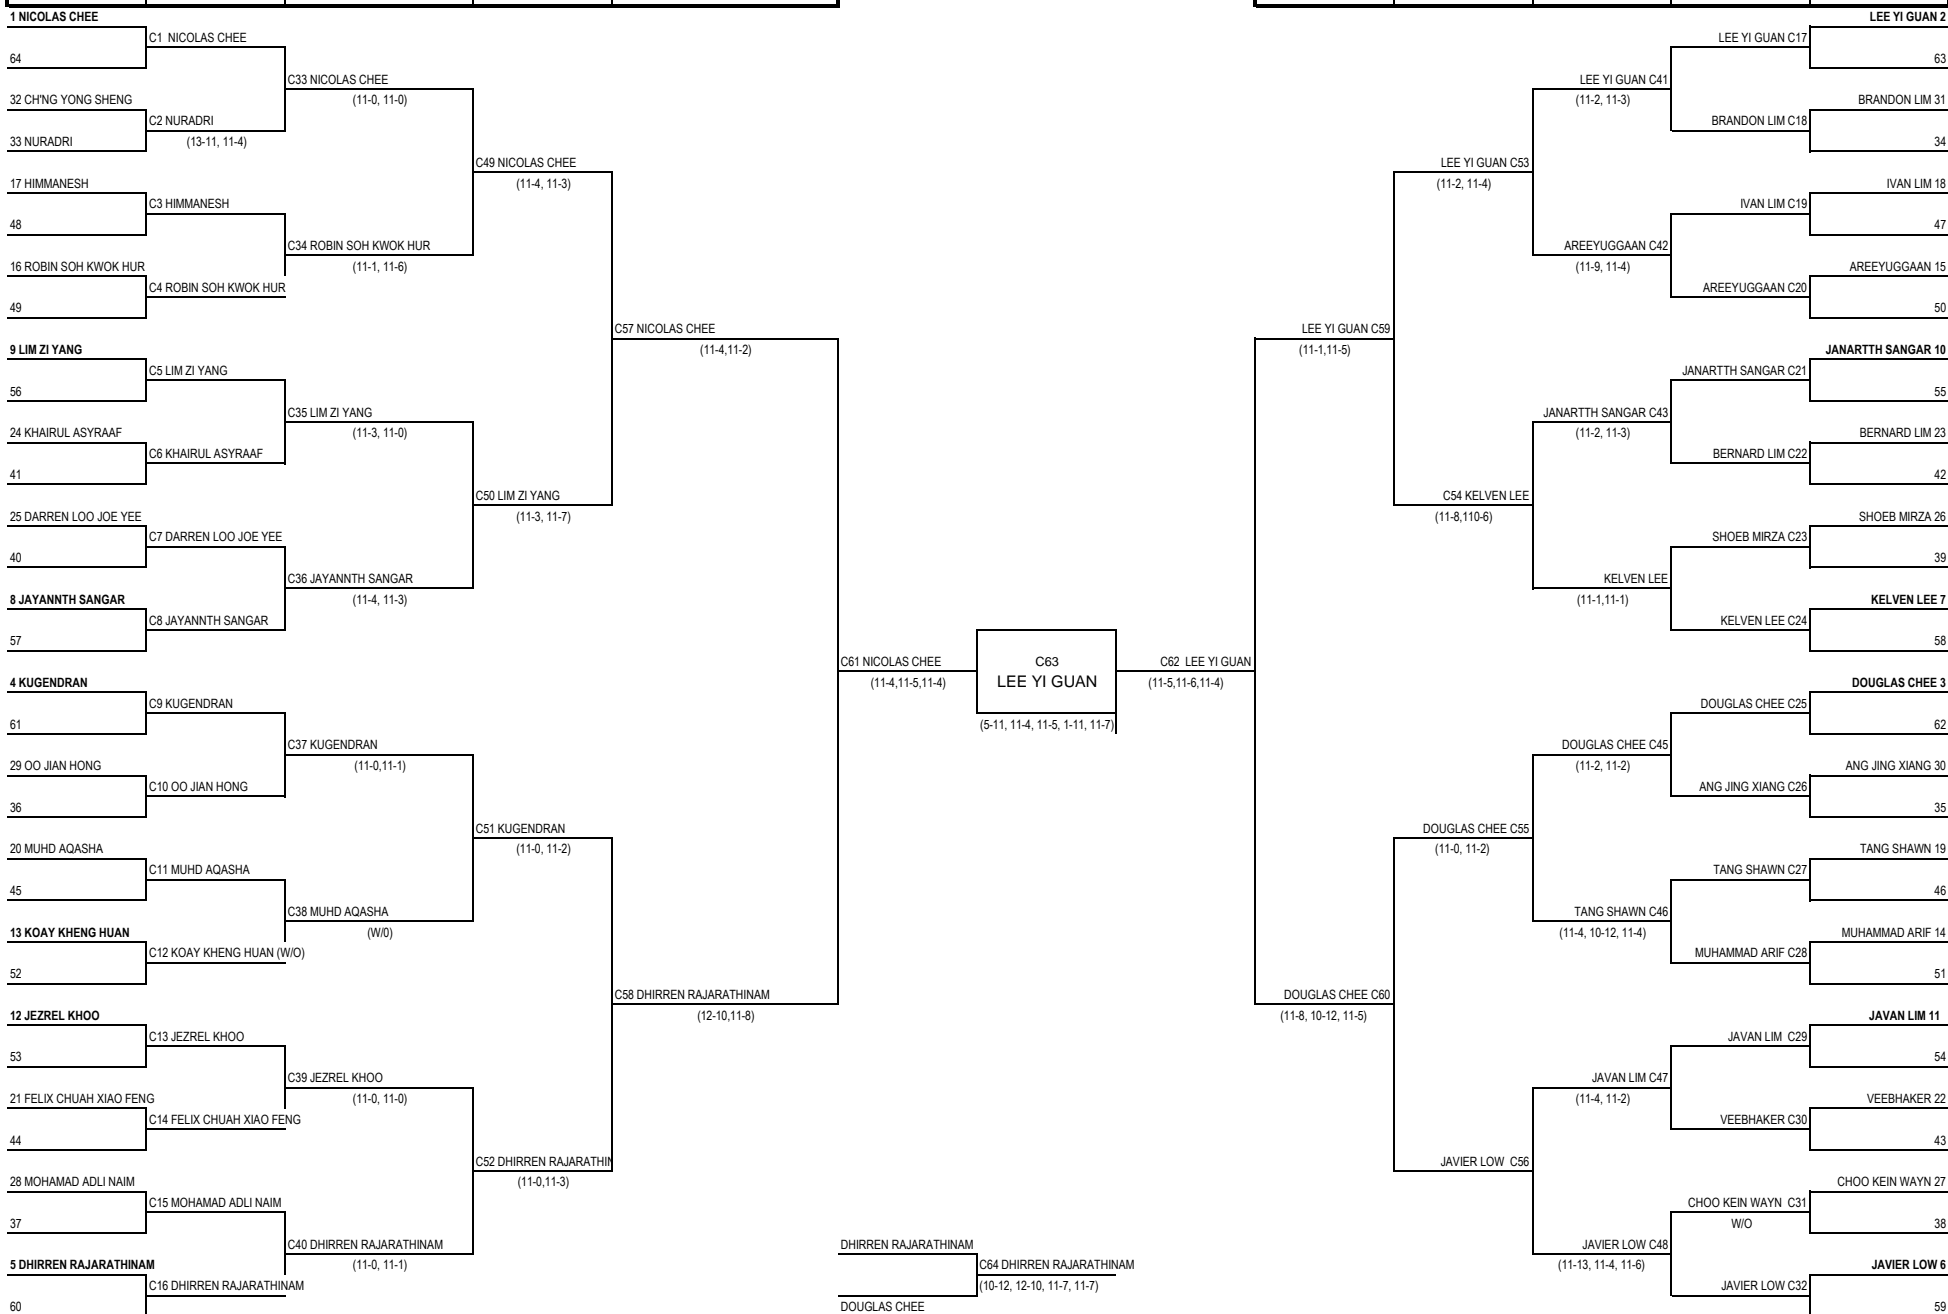 1 NICOLAS CHEE
C1 NICOLAS CHEE
64
C33 NICOLAS CHEE
(11-0, 11-0)
32 CH'NG YONG SHENG
C2 NURADRI
(13-11, 11-4)
33 NURADRI
C49 NICOLAS CHEE
(11-4, 11-3)
17 HIMMANESH
C3 HIMMANESH
48
C34 ROBIN SOH KWOK HUR
(11-1, 11-6)
16 ROBIN SOH KWOK HUR
C4 ROBIN SOH KWOK HUR
49
C57 NICOLAS CHEE
(11-4,11-2)
9 LIM ZI YANG
C5 LIM ZI YANG
56
C35 LIM ZI YANG
(11-3, 11-0)
24 KHAIRUL ASYRAAF
C6 KHAIRUL ASYRAAF
41
C50 LIM ZI YANG
(11-3, 11-7)
25 DARREN LOO JOE YEE
C7 DARREN LOO JOE YEE
40
C36 JAYANNTH SANGAR
(11-4, 11-3)
8 JAYANNTH SANGAR
C8 JAYANNTH SANGAR
57
C61 NICOLAS CHEE
(11-4,11-5,11-4)
4 KUGENDRAN
C9 KUGENDRAN
61
C37 KUGENDRAN
(11-0,11-1)
29 OO JIAN HONG
C10 OO JIAN HONG
36
C51 KUGENDRAN
(11-0, 11-2)
20 MUHD AQASHA
C11 MUHD AQASHA
45
C38 MUHD AQASHA
(W/0)
13 KOAY KHENG HUAN
C12 KOAY KHENG HUAN (W/O)
52
C58 DHIRREN RAJARATHINAM
(12-10,11-8)
12 JEZREL KHOO
C13 JEZREL KHOO
53
C39 JEZREL KHOO
(11-0, 11-0)
21 FELIX CHUAH XIAO FENG
C14 FELIX CHUAH XIAO FENG
44
C52 DHIRREN RAJARATHIN
(11-0,11-3)
28 MOHAMAD ADLI NAIM
C15 MOHAMAD ADLI NAIM
37
C40 DHIRREN RAJARATHINAM
(11-0, 11-1)
5 DHIRREN RAJARATHINAM
C16 DHIRREN RAJARATHINAM
60
C63
LEE YI GUAN
(5-11, 11-4, 11-5, 1-11, 11-7)
DHIRREN RAJARATHINAM
C64 DHIRREN RAJARATHINAM
(10-12, 12-10, 11-7, 11-7)
DOUGLAS CHEE
LEE YI GUAN 2
LEE YI GUAN C17
63
LEE YI GUAN C41
(11-2, 11-3)
BRANDON LIM 31
BRANDON LIM C18
34
LEE YI GUAN C53
(11-2, 11-4)
IVAN LIM 18
IVAN LIM C19
47
AREEYUGGAAN C42
(11-9, 11-4)
AREEYUGGAAN 15
AREEYUGGAAN C20
50
LEE YI GUAN C59
(11-1,11-5)
JANARTTH SANGAR 10
JANARTTH SANGAR C21
55
JANARTTH SANGAR C43
(11-2, 11-3)
BERNARD LIM 23
BERNARD LIM C22
42
C54 KELVEN LEE
(11-8,110-6)
SHOEB MIRZA 26
SHOEB MIRZA C23
39
KELVEN LEE
(11-1,11-1)
KELVEN LEE 7
KELVEN LEE C24
58
C62 LEE YI GUAN
(11-5,11-6,11-4)
DOUGLAS CHEE 3
DOUGLAS CHEE C25
62
DOUGLAS CHEE C45
(11-2, 11-2)
ANG JING XIANG 30
ANG JING XIANG C26
35
DOUGLAS CHEE C55
(11-0, 11-2)
TANG SHAWN 19
TANG SHAWN C27
46
TANG SHAWN C46
(11-4, 10-12, 11-4)
MUHAMMAD ARIF 14
MUHAMMAD ARIF C28
51
DOUGLAS CHEE C60
(11-8, 10-12, 11-5)
JAVAN LIM 11
JAVAN LIM C29
54
JAVAN LIM C47
(11-4, 11-2)
VEEBHAKER 22
VEEBHAKER C30
43
JAVIER LOW C56
CHOO KEIN WAYN 27
CHOO KEIN WAYN C31
W/O
38
JAVIER LOW C48
(11-13, 11-4, 11-6)
JAVIER LOW 6
JAVIER LOW C32
59